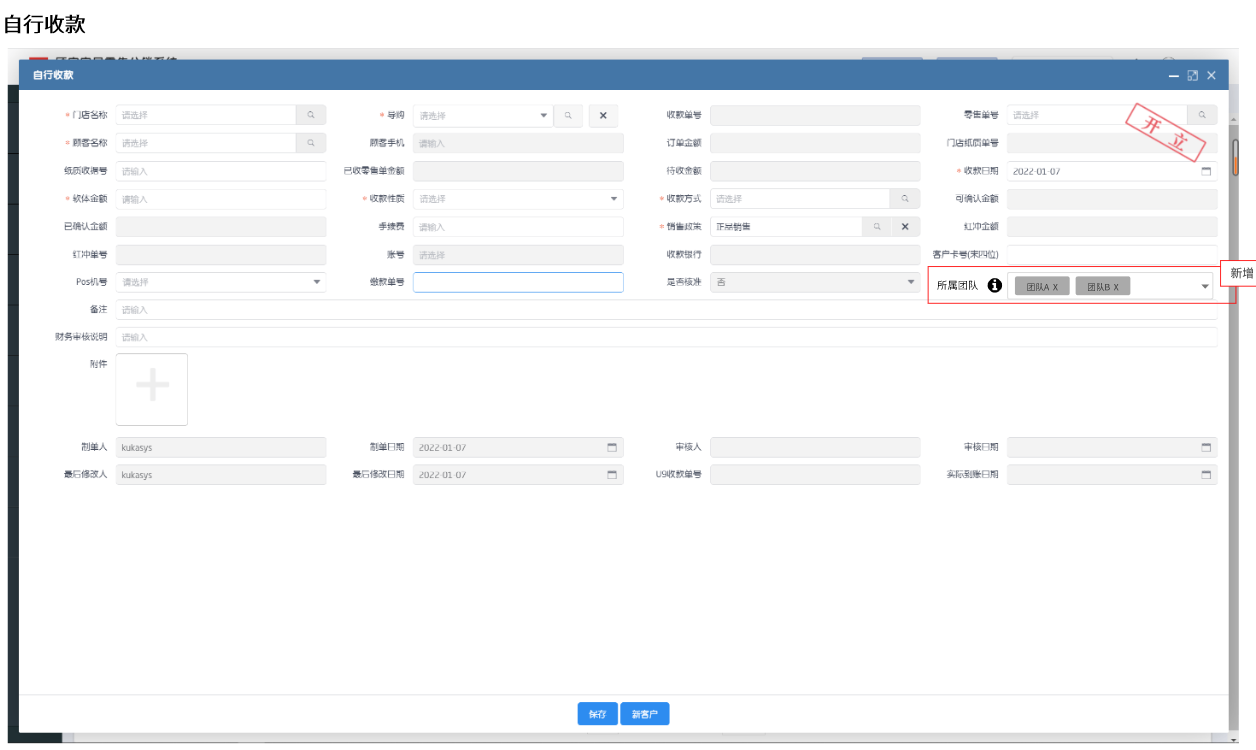 自行收款
自行收款
* 门店名称 请选择 * 导购 请选择 收款单号 零售单号 请选择
开立
* 顾客名称 请选择 顾客手机 请输入 订单金额 门店纸质单号
纸质收据号 请输入 已收零售单金额 待收金额 * 收款日期 2022-01-07
* 软体金额 请输入 * 收款性质 请选择 * 收款方式 请选择 可确认金额
已确认金额 手续费 请输入 * 销售政策 正品销售 红冲金额
红冲单号 账号 请选择 收款银行 客户卡号(末四位)
Pos机号 请选择 缴款单号 是否核准 否 所属团队 团队A X 团队B X
新增
备注 请输入
财务审核说明 请输入
附件
制单人 kukasys 制单日期 2022-01-07 审核人 审核日期
最后修改人 kukasys 最后修改日期 2022-01-07 U9收款单号 实际到账日期
保存 新客户